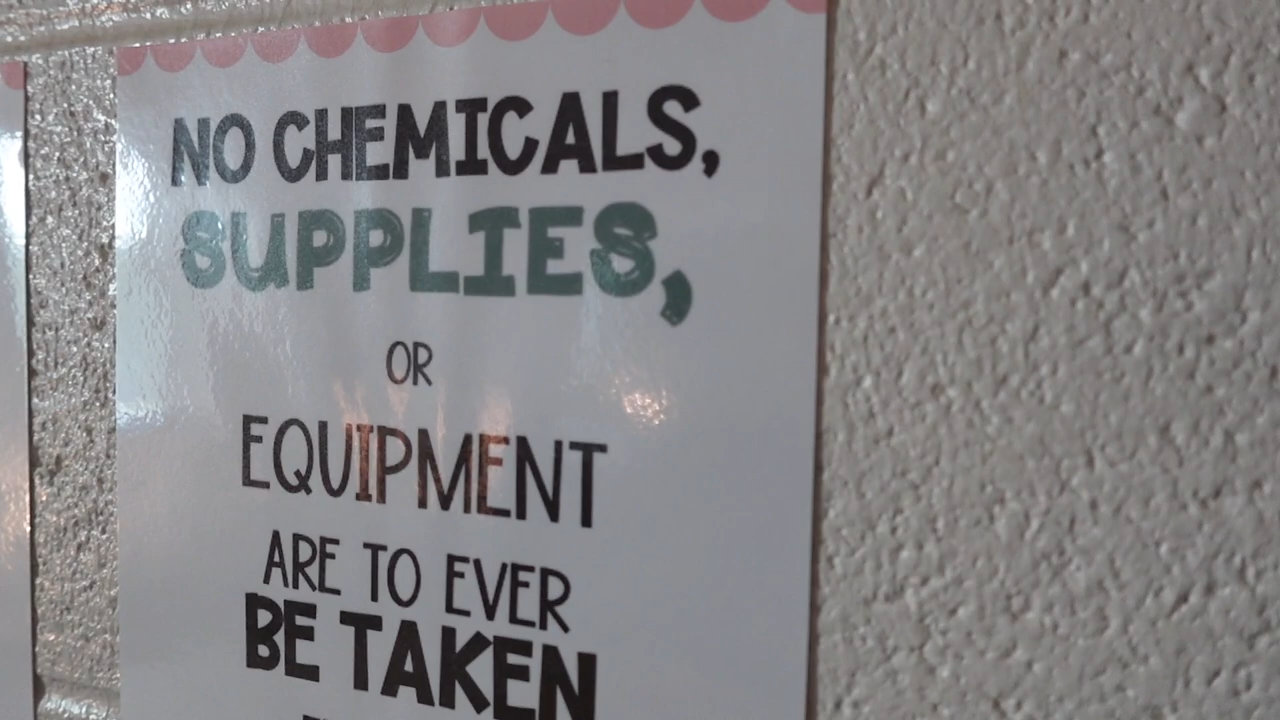 NO CHEMICALS,
SUPPLIES,
OR
EQUIPMENT
ARE TO EVER
BE TAKEN